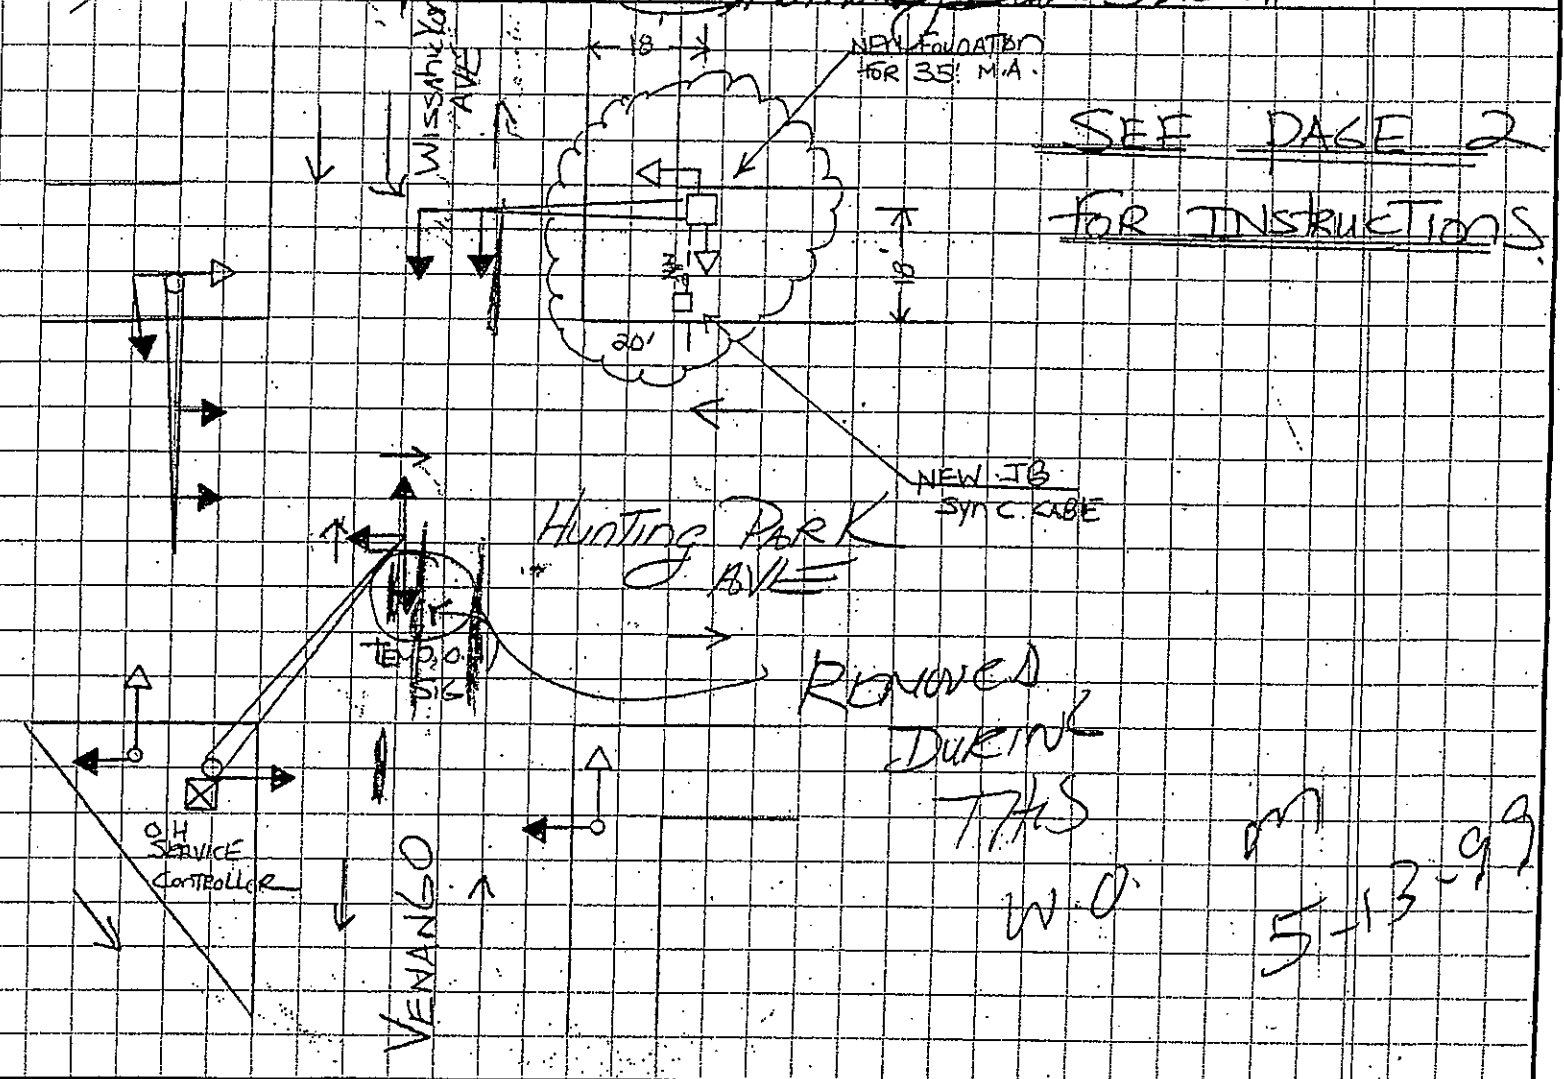 Wissahickon
AVE
18'
NEW FOUNDATION
FOR 35' M.A.
SEE PAGE 2
FOR INSTRUCTIONS.
18'
20'
NEW JB
SYNC. CABLE
HUNTING PARK
AVE
TEMP. O.H.
SIG
REMOVED
DURING
THIS
W.O.
5-13-99
O.H
SERVICE
CONTROLLER
VENANGO